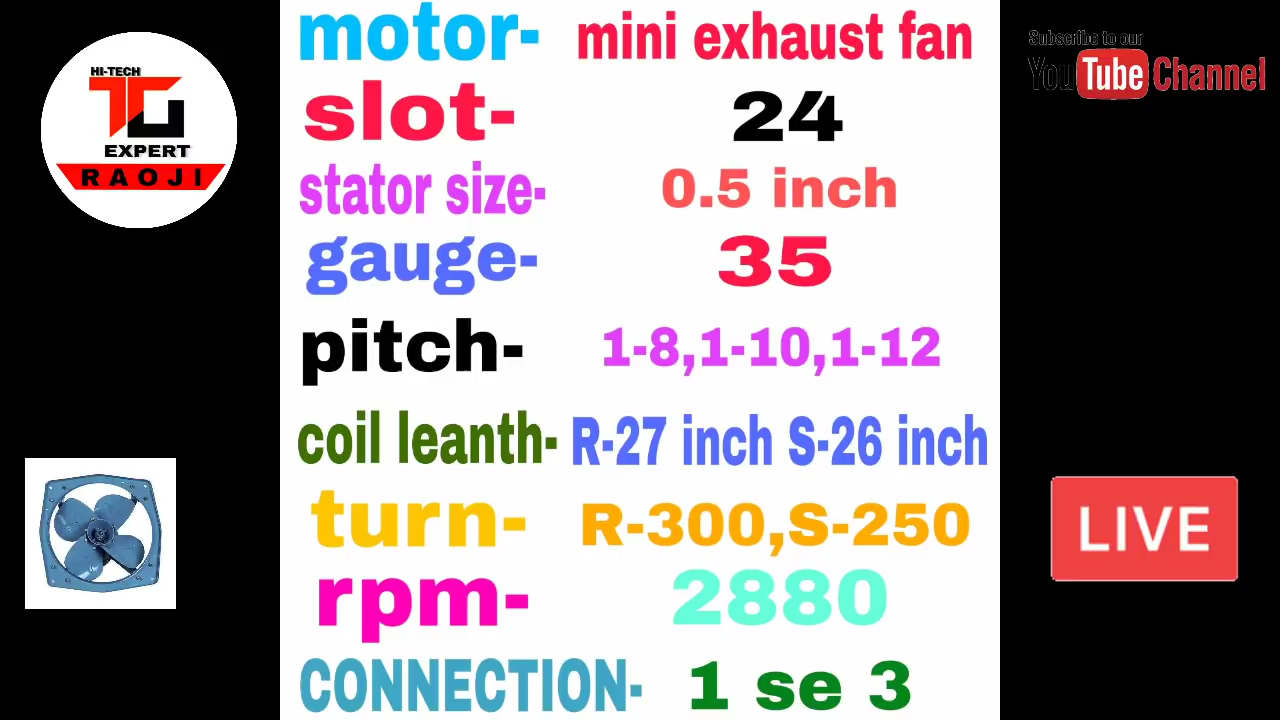 motor- mini exhaust fan
slot- 24
stator size- 0.5 inch
gauge- 35
pitch- 1-8,1-10,1-12
coil leanth- R-27 inch S-26 inch
turn- R-300,S-250
rpm- 2880
CONNECTION- 1 se 3
HI-TECH
TG
EXPERT
RAOJI
Subscribe to our
YouTube Channel
LIVE